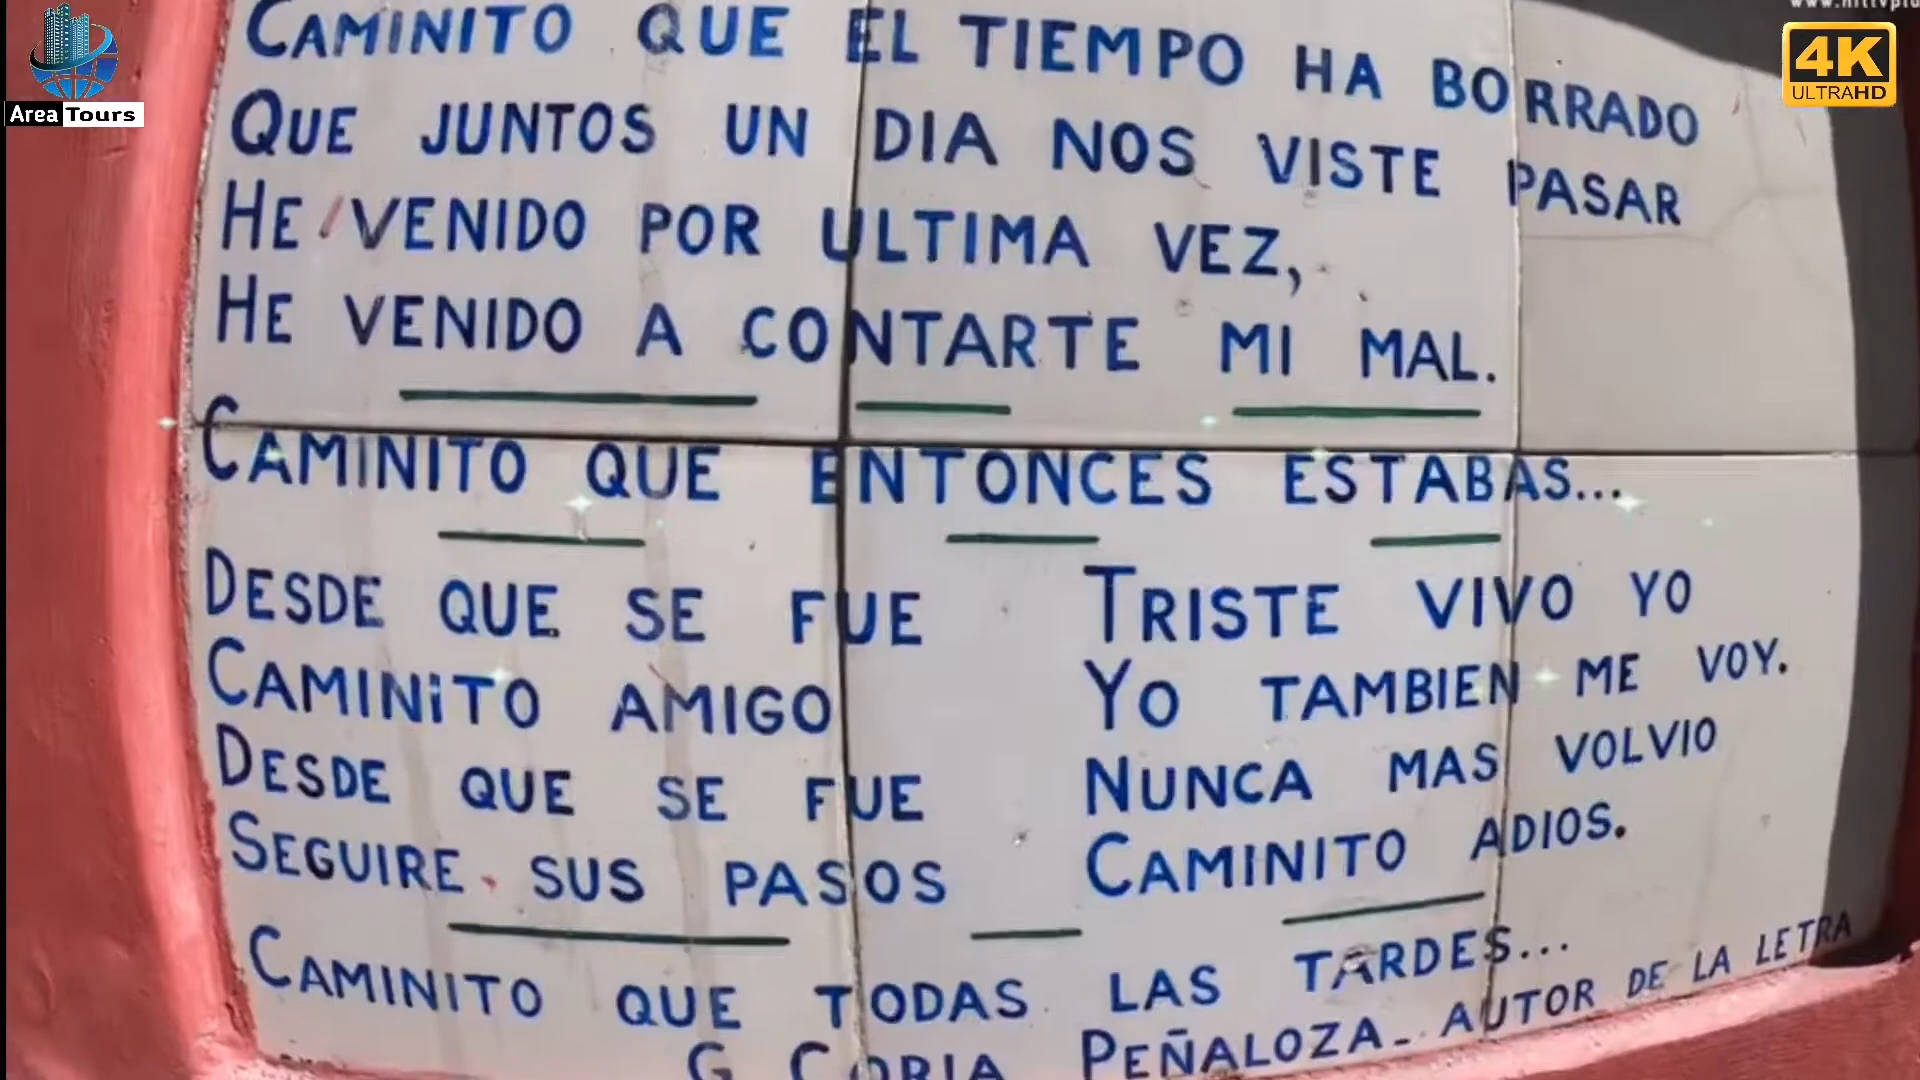 www.hittvplu
4K
ULTRAHD
Area Tours
CAMINITO QUE EL TIEMPO HA BORRADO
QUE JUNTOS UN DIA NOS VISTE PASAR
HE VENIDO POR ULTIMA VEZ,
HE VENIDO A CONTARTE MI MAL.
CAMINITO QUE ENTONCES ESTABAS...
DESDE QUE SE FUE
CAMINITO AMIGO
DESDE QUE SE FUE
SEGUIRE SUS PASOS
TRISTE VIVO YO
YO TAMBIEN ME VOY.
NUNCA MAS VOLVIO
CAMINITO ADIOS.
CAMINITO QUE TODAS LAS TARDES...
G CORIA PEÑALOZA - AUTOR DE LA LETRA